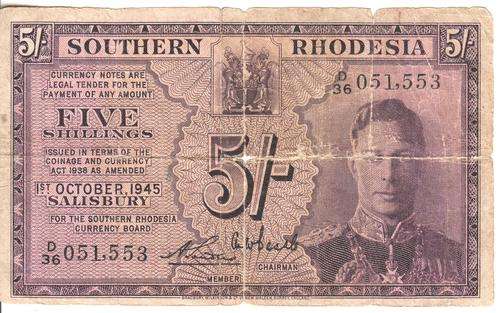 5/- SOUTHERN RHODESIA 5/-
CURRENCY NOTES ARE
LEGAL TENDER FOR THE
PAYMENT OF ANY AMOUNT
D/36 051,553
FIVE
SHILLINGS
ISSUED IN TERMS OF THE
COINAGE AND CURRENCY
ACT 1938 AS AMENDED
5/-
1ST OCTOBER, 1945
SALISBURY
FOR THE SOUTHERN RHODESIA
CURRENCY BOARD
D/36 051,553
MEMBER
CHAIRMAN